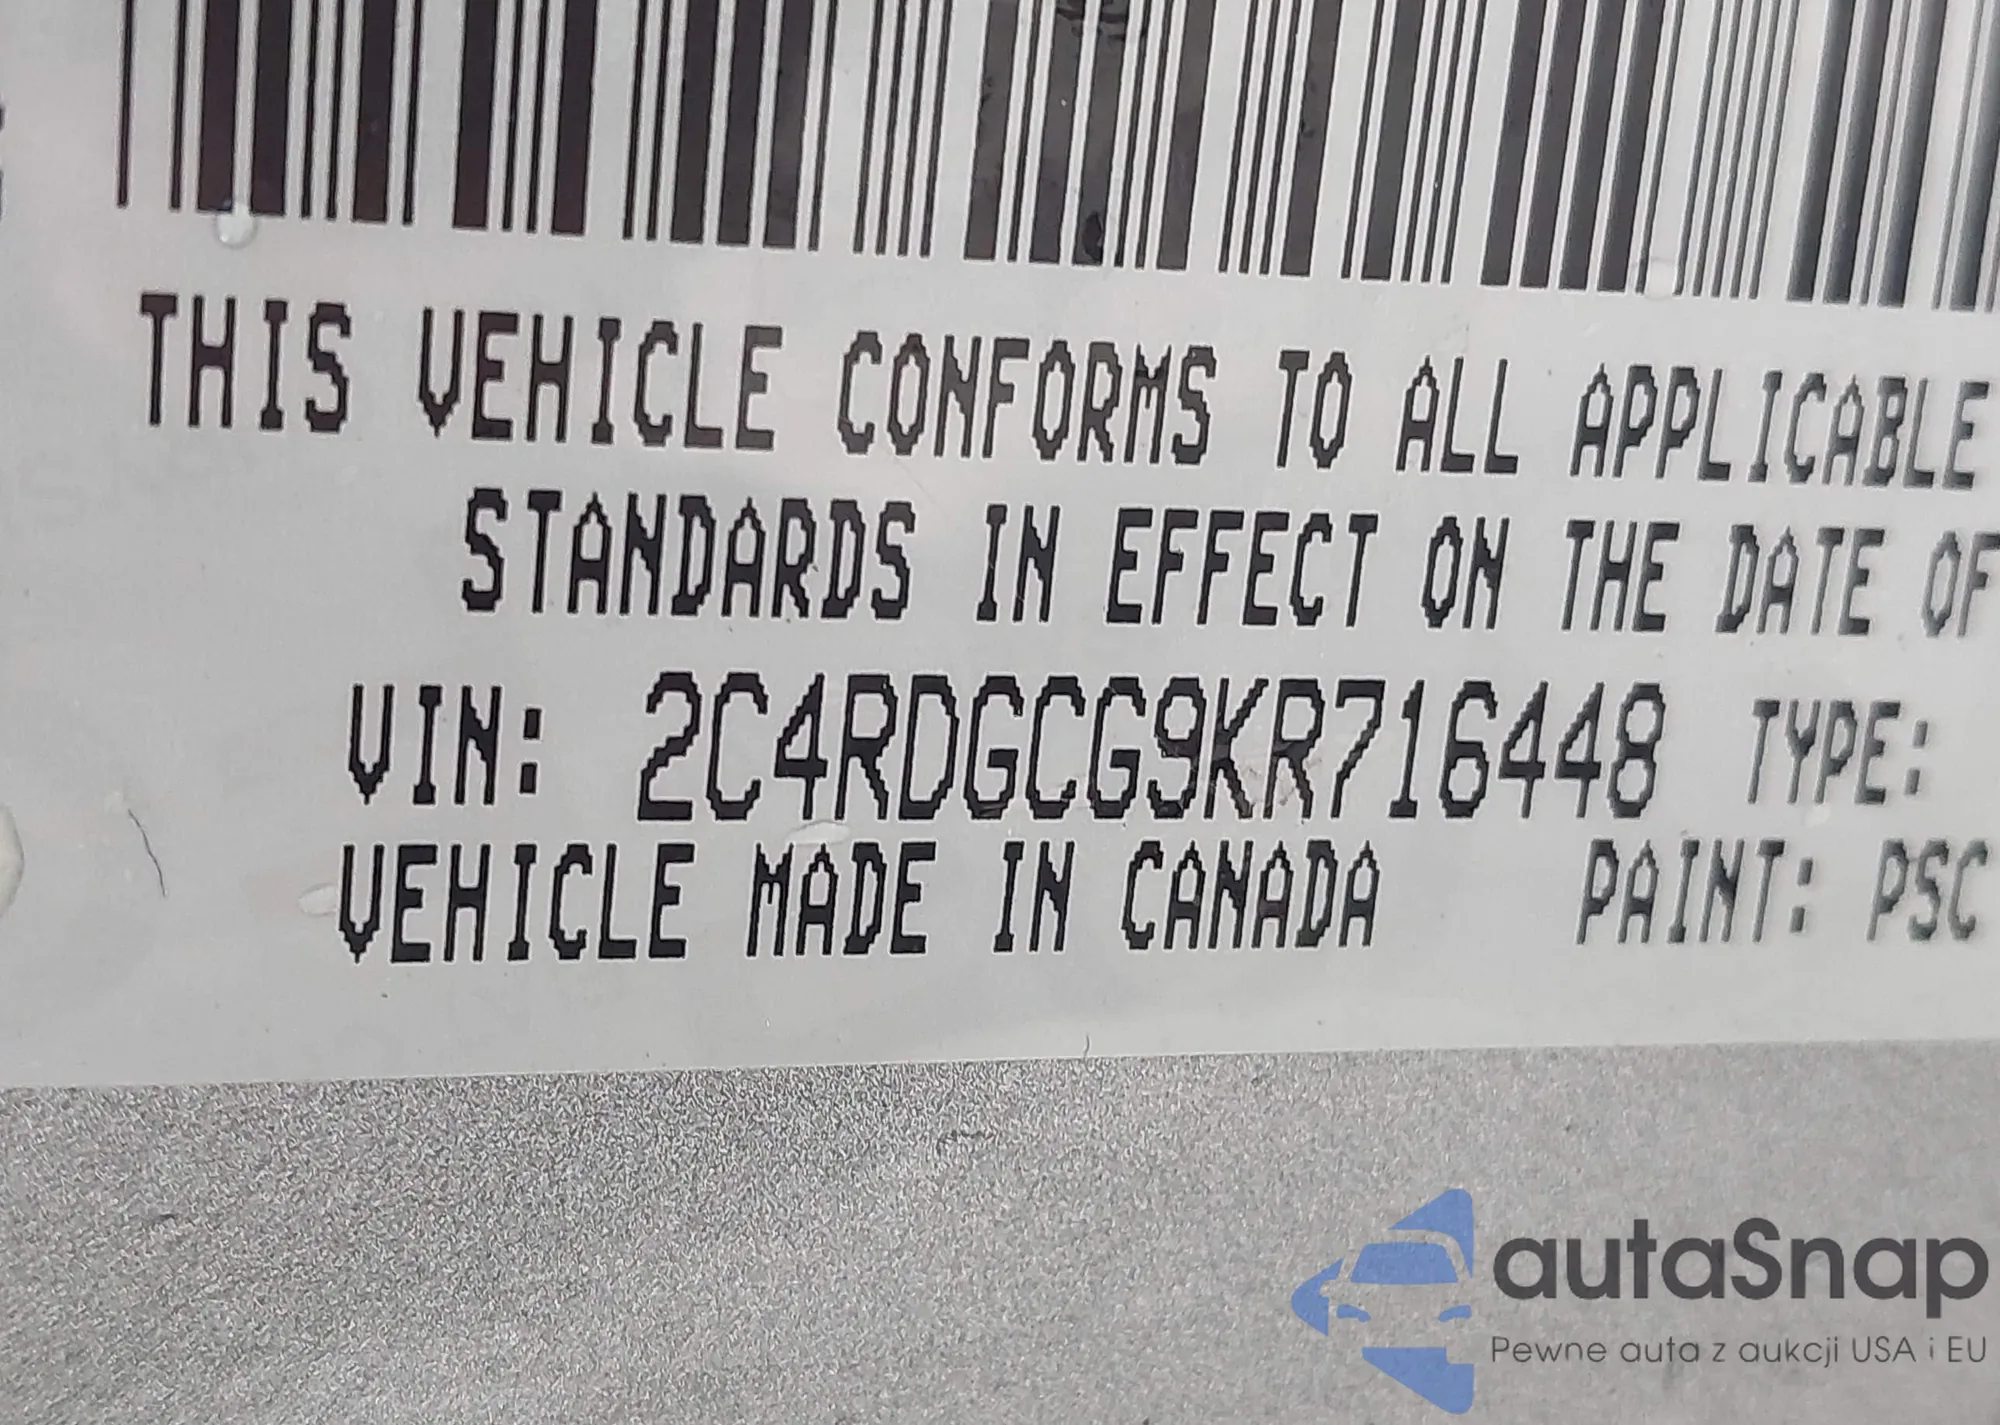 THIS VEHICLE CONFORMS TO ALL APPLICABLE
STANDARDS IN EFFECT ON THE DATE OF
VIN: 2C4RDGCG9KR716448 TYPE:
VEHICLE MADE IN CANADA PAINT: PSC
autaSnap
Pewne auta z aukcji USA i EU